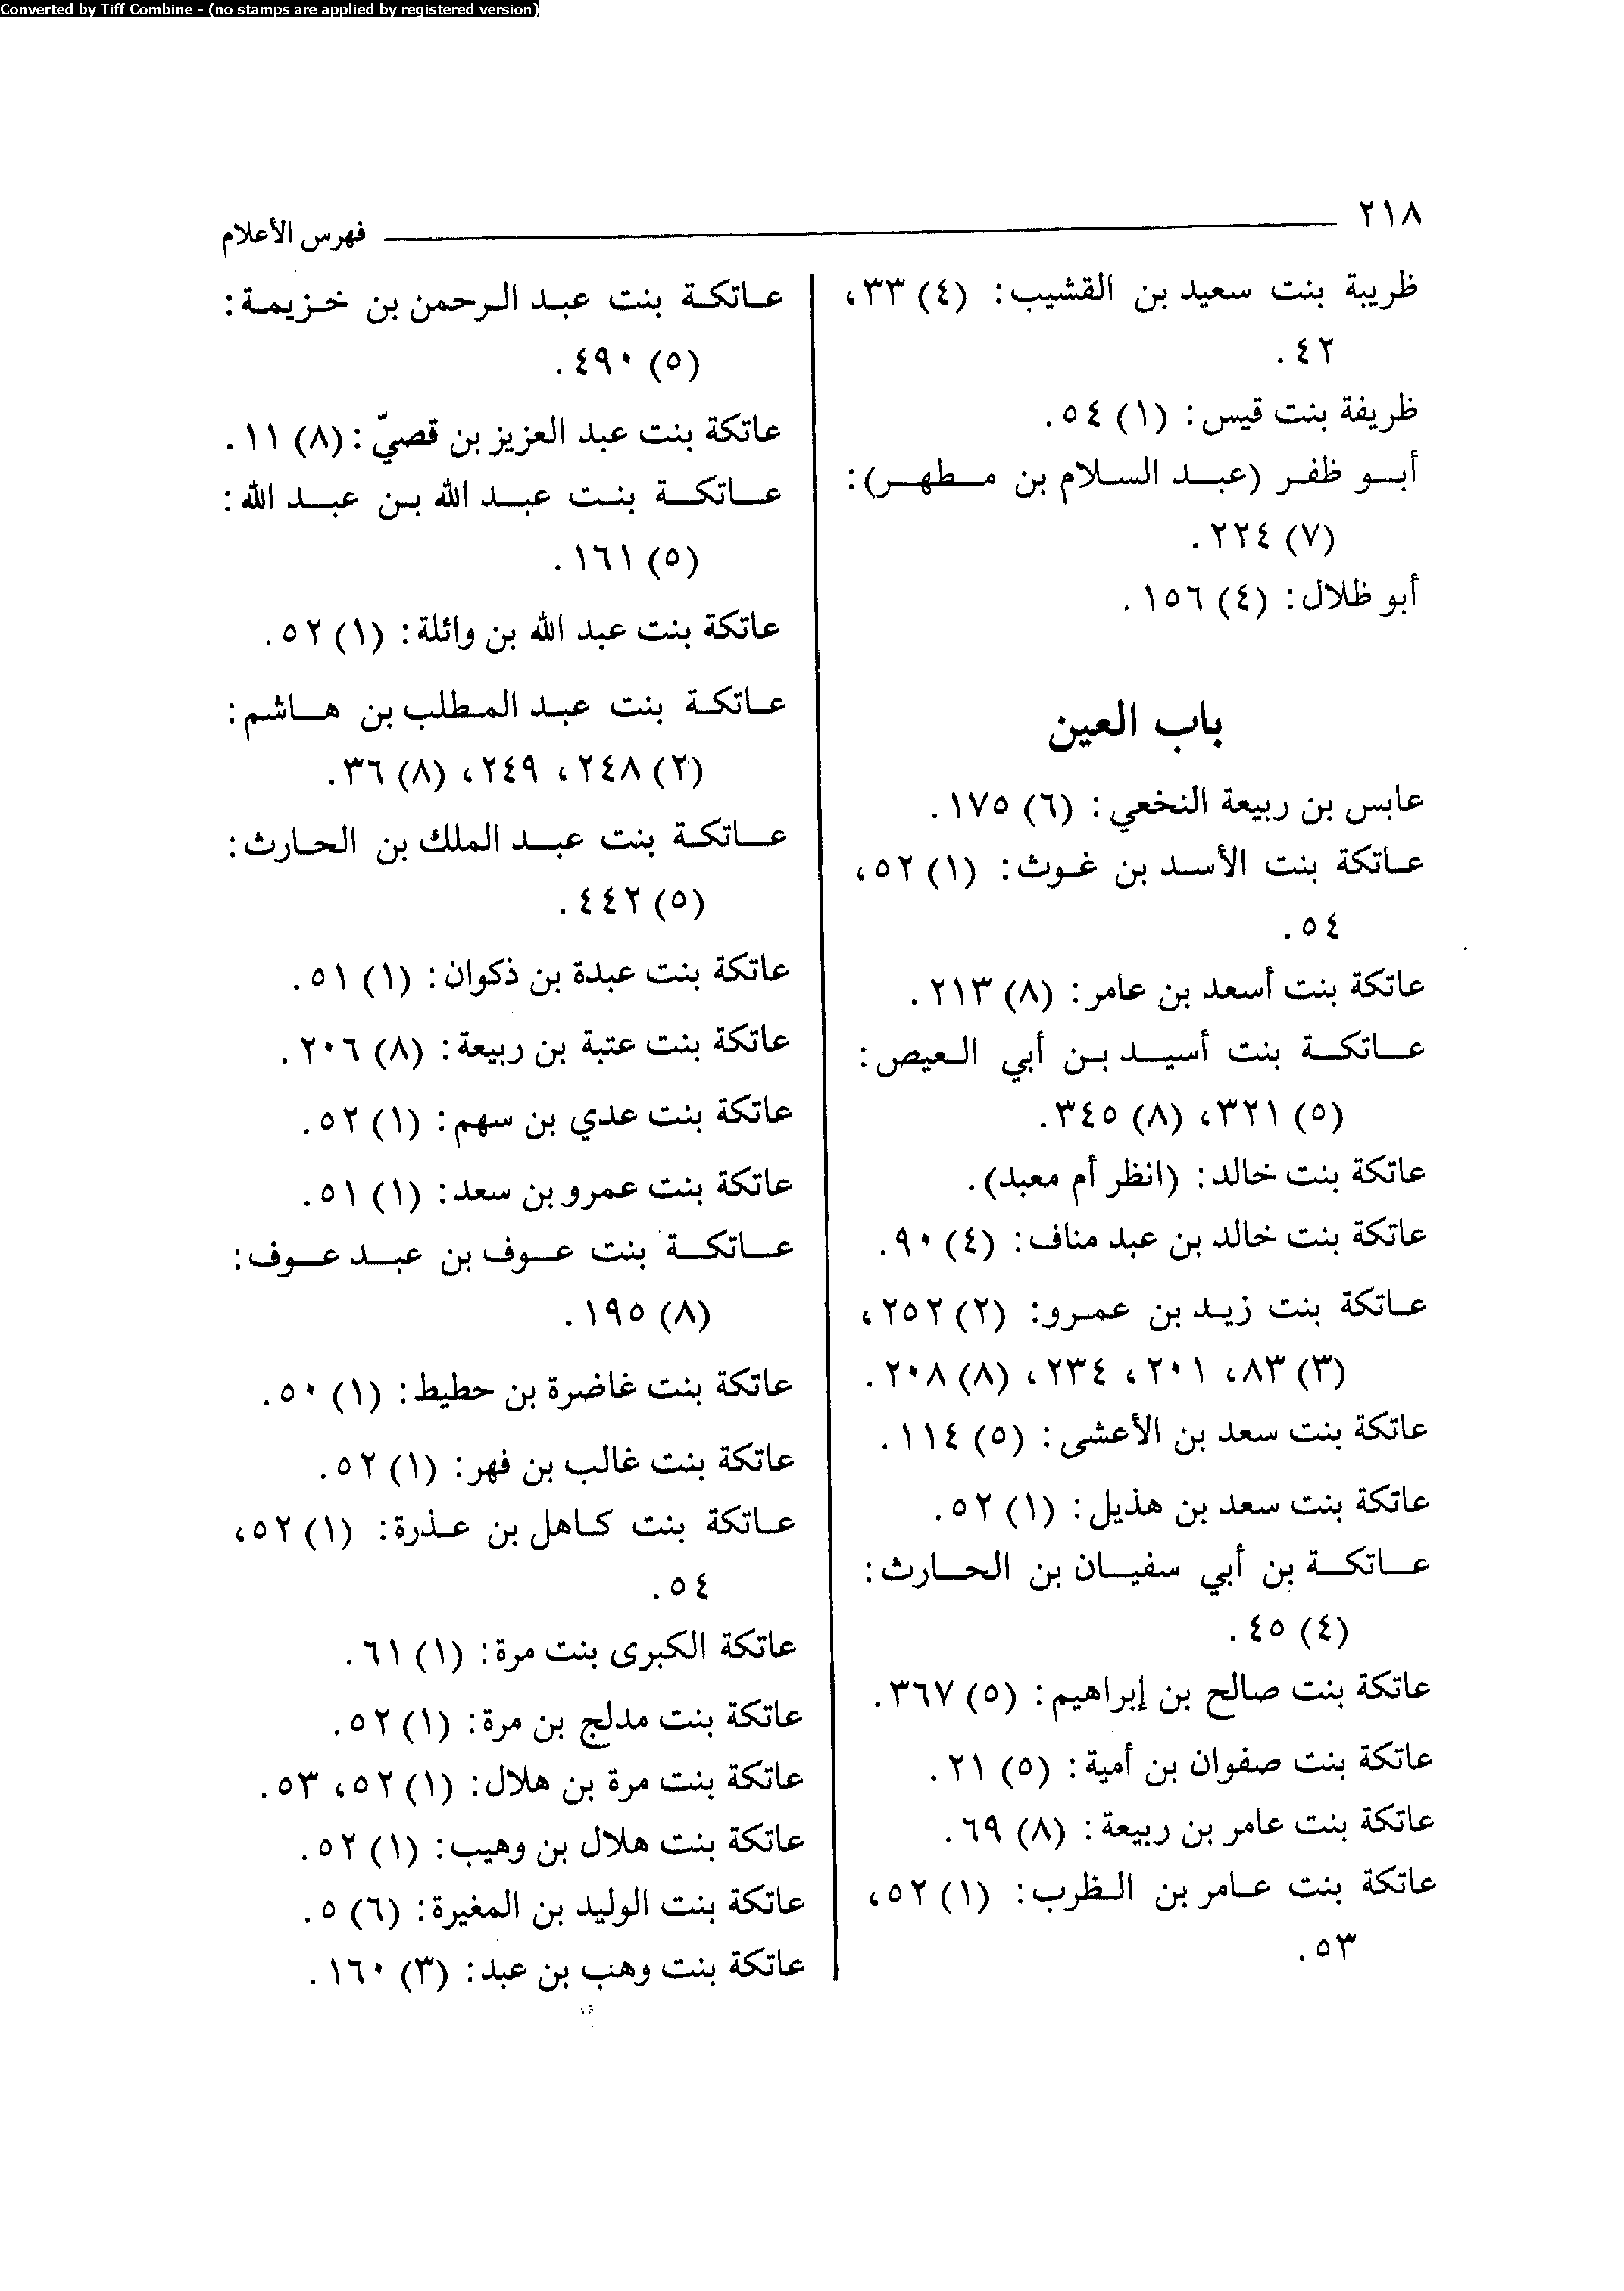 Converted by Tiff Combine - (no stamps are applied by registered version)
٢١٨
فهرس الأعلام
ظريبة بنت سعيد بن القشيب: (٤) ٣٣،
٤٢.
ظريفة بنت قيس: (١) ٥٤.
أبو ظفر (عبد السلام بن مطهر):
(٧) ٢٢٤.
أبو ظلال: (٤) ١٥٦.
باب العين
عابس بن ربيعة النخعي: (٦) ١٧٥.
عاتكة بنت الأسد بن غوث: (١) ٥٢،
٥٤.
عاتكة بنت أسعد بن عامر: (٨) ٢١٣.
عاتكة بنت أسيد بن أبي العيص:
(٥) ٣٢١، (٨) ٣٤٥.
عاتكة بنت خالد: (انظر أم معبد).
عاتكة بنت خالد بن عبد مناف: (٤) ٩٠.
عاتكة بنت زيد بن عمرو: (٢) ٢٥٢،
(٣) ٨٣، ٢٠١، ٢٣٤، (٨) ٢٠٨.
عاتكة بنت سعد بن الأعشى: (٥) ١١٤.
عاتكة بنت سعد بن هذيل: (١) ٥٢.
عاتكة بن أبي سفيان بن الحارث:
(٤) ٤٥.
عاتكة بنت صالح بن إبراهيم: (٥) ٣٦٧.
عاتكة بنت صفوان بن أمية: (٥) ٢١.
عاتكة بنت عامر بن ربيعة: (٨) ٦٩.
عاتكة بنت عامر بن الظرب: (١) ٥٢،
٥٣.
عاتكة بنت عبد الرحمن بن خزيمة:
(٥) ٤٩٠.
عاتكة بنت عبد العزيز بن قصيّ: (٨) ١١.
عاتكة بنت عبد الله بن عبد الله:
(٥) ١٦١.
عاتكة بنت عبد الله بن وائلة: (١) ٥٢.
عاتكة بنت عبد المطلب بن هاشم:
(٢) ٢٤٨، ٢٤٩، (٨) ٣٦.
عاتكة بنت عبد الملك بن الحارث:
(٥) ٤٤٢.
عاتكة بنت عبدة بن ذكوان: (١) ٥١.
عاتكة بنت عتبة بن ربيعة: (٨) ٢٠٦.
عاتكة بنت عدي بن سهم: (١) ٥٢.
عاتكة بنت عمرو بن سعد: (١) ٥١.
عاتكة بنت عوف بن عبد عوف:
(٨) ١٩٥.
عاتكة بنت غاضرة بن حطيط: (١) ٥٠.
عاتكة بنت غالب بن فهر: (١) ٥٢.
عاتكة بنت كاهل بن عذرة: (١) ٥٢،
٥٤.
عاتكة الكبرى بنت مرة: (١) ٦١.
عاتكة بنت مدلج بن مرة: (١) ٥٢.
عاتكة بنت مرة بن هلال: (١) ٥٢، ٥٣.
عاتكة بنت هلال بن وهيب: (١) ٥٢.
عاتكة بنت الوليد بن المغيرة: (٦) ٥.
عاتكة بنت وهب بن عبد: (٣) ١٦٠.